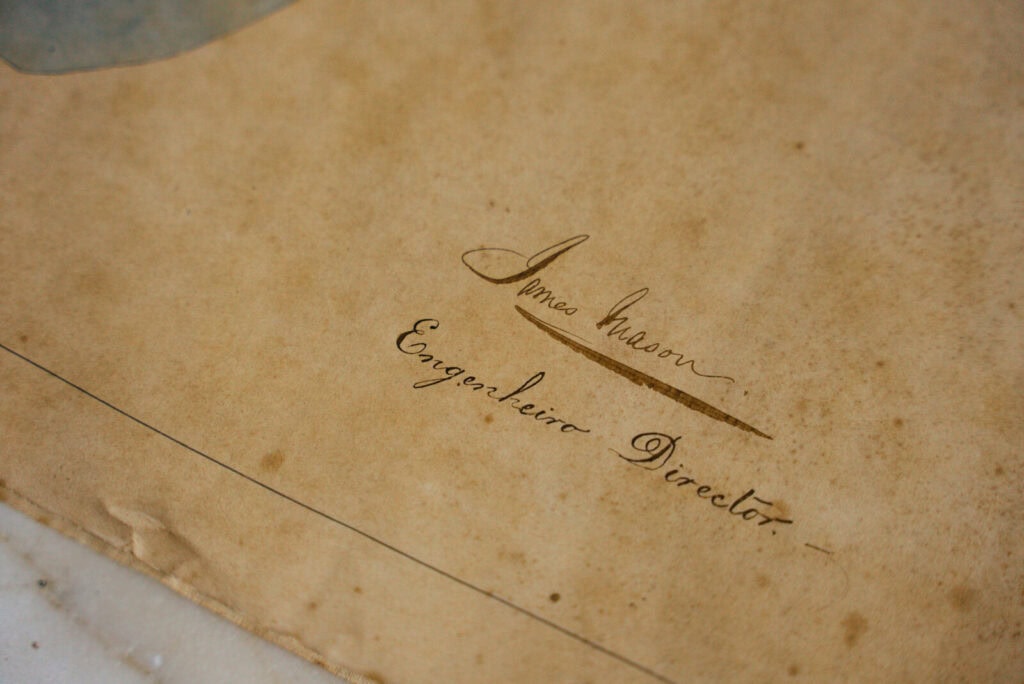 James Mason
Engenheiro Director. —